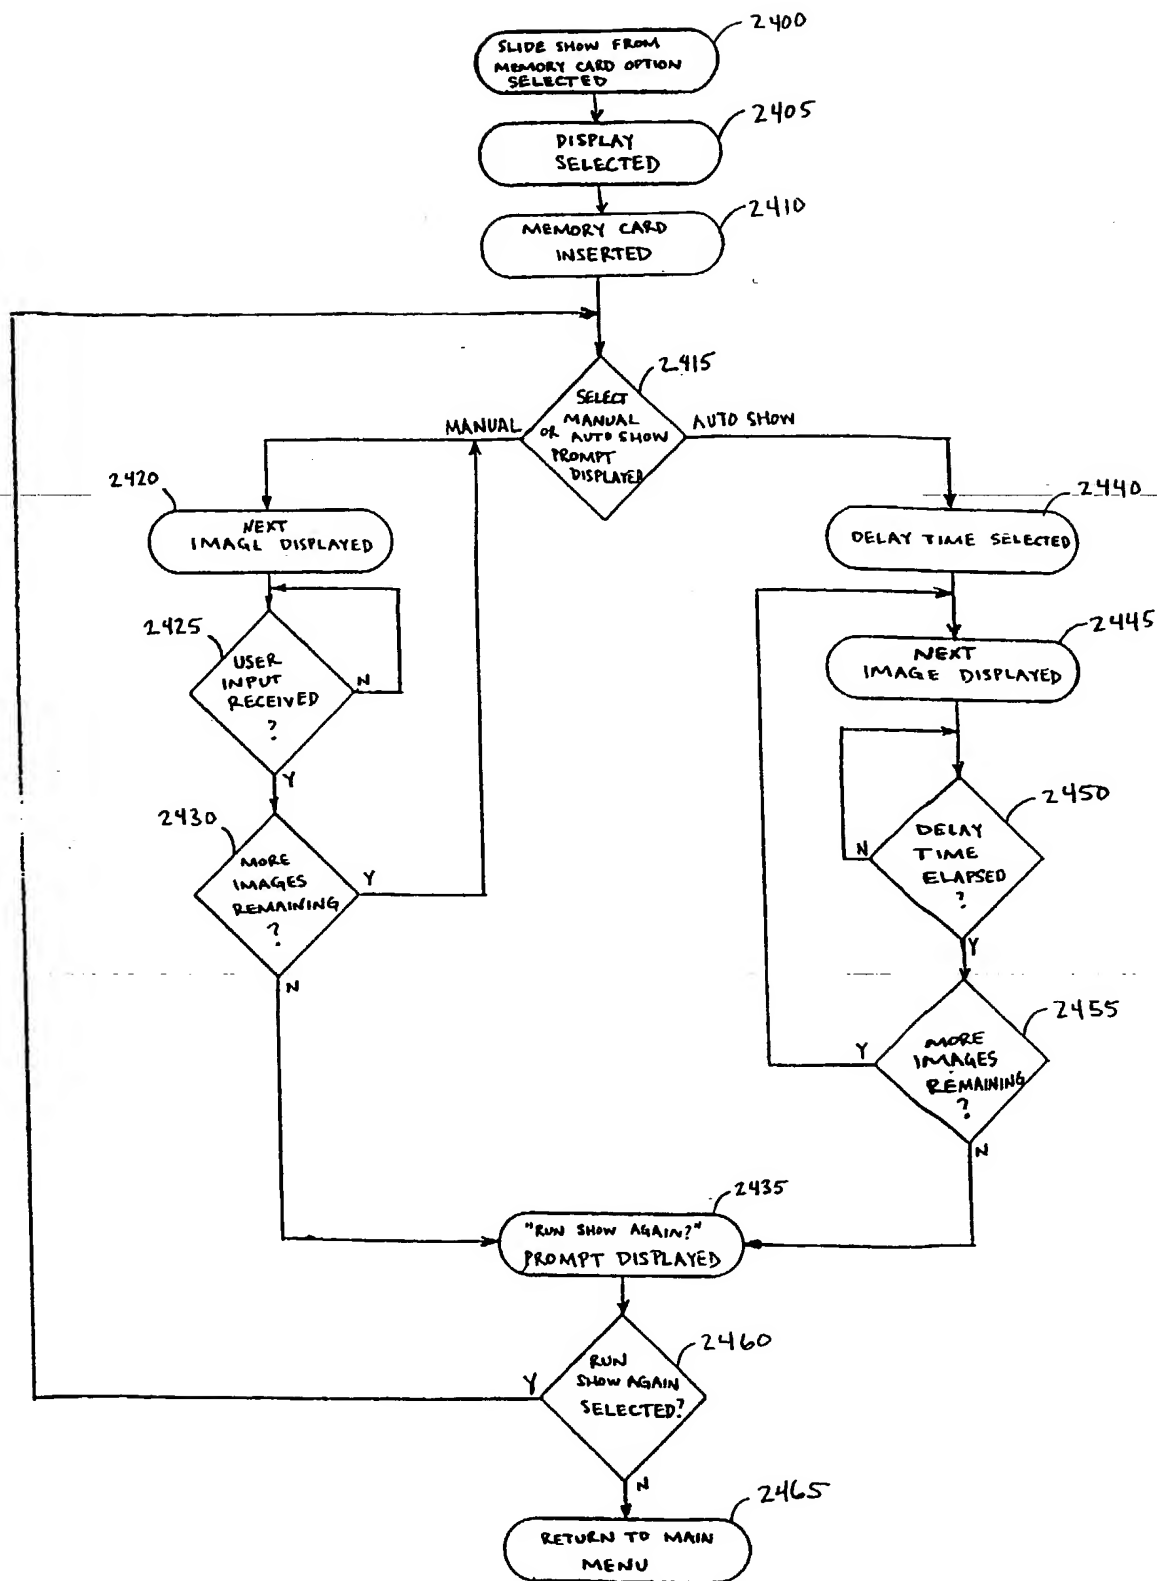 2400
SLIDE SHOW FROM
MEMORY CARD OPTION
SELECTED
2405
DISPLAY
SELECTED
2410
MEMORY CARD
INSERTED
2415
SELECT
MANUAL
OR AUTO SHOW
PROMPT
DISPLAYED
MANUAL
AUTO SHOW
2420
NEXT
IMAGE DISPLAYED
2425
USER
INPUT
RECEIVED
?
N
Y
2430
MORE
IMAGES
REMAINING
?
Y
N
2440
DELAY TIME SELECTED
2445
NEXT
IMAGE DISPLAYED
2450
DELAY
TIME
ELAPSED
?
N
Y
2455
MORE
IMAGES
REMAINING
?
Y
N
2435
"RUN SHOW AGAIN?"
PROMPT DISPLAYED
2460
RUN
SHOW AGAIN
SELECTED?
Y
N
2465
RETURN TO MAIN
MENU